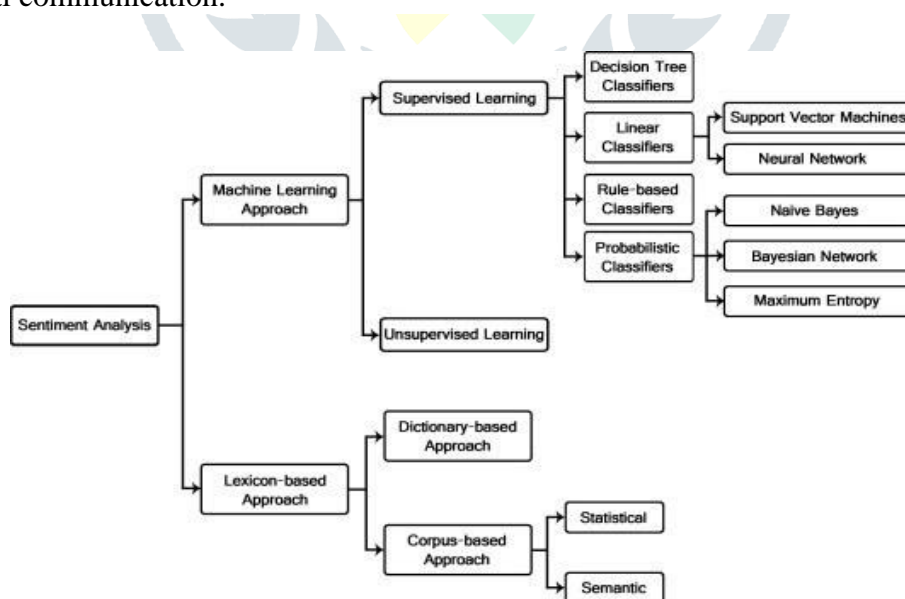 communication.
Decision Tree
Classifiers
Supervised Learning
Linear
Classifiers
Support Vector Machines
Neural Network
Machine Learning
Approach
Rule-based
Classifiers
Naive Bayes
Probabilistic
Classifiers
Bayesian Network
Maximum Entropy
Sentiment Analysis
Unsupervised Learning
Dictionary-based
Approach
Lexicon-based
Approach
Corpus-based
Approach
Statistical
Semantic